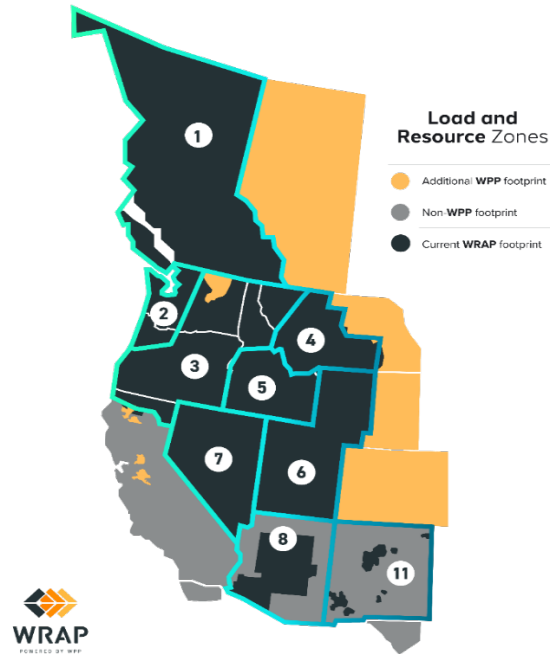 Load and
Resource Zones
Additional WPP footprint
Non-WPP footprint
Current WRAP footprint
1
2
3
4
5
6
7
8
11
WRAP
POWERED BY WPP